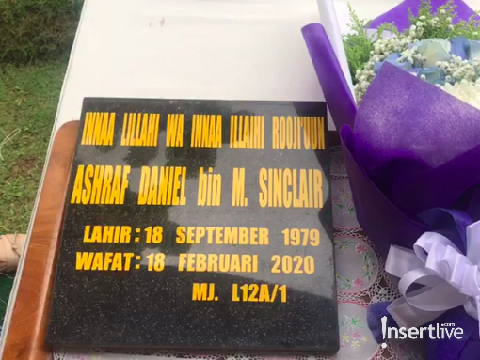 INNAA LILLAHI WA INNAA ILLAIHI ROOJI'UUN
ASHRAF DANIEL bin M. SINCLAIR
LAHIR : 18 SEPTEMBER 1979
WAFAT : 18 FEBRUARI 2020
MJ. L12A/1
Insertlive.com